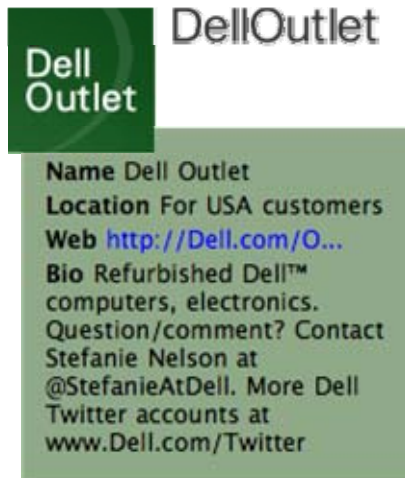 DellOutlet
Dell
Outlet
Name Dell Outlet
Location For USA customers
Web http://Dell.com/O...
Bio Refurbished Dell™
computers, electronics.
Question/comment? Contact
Stefanie Nelson at
@StefanieAtDell. More Dell
Twitter accounts at
www.Dell.com/Twitter